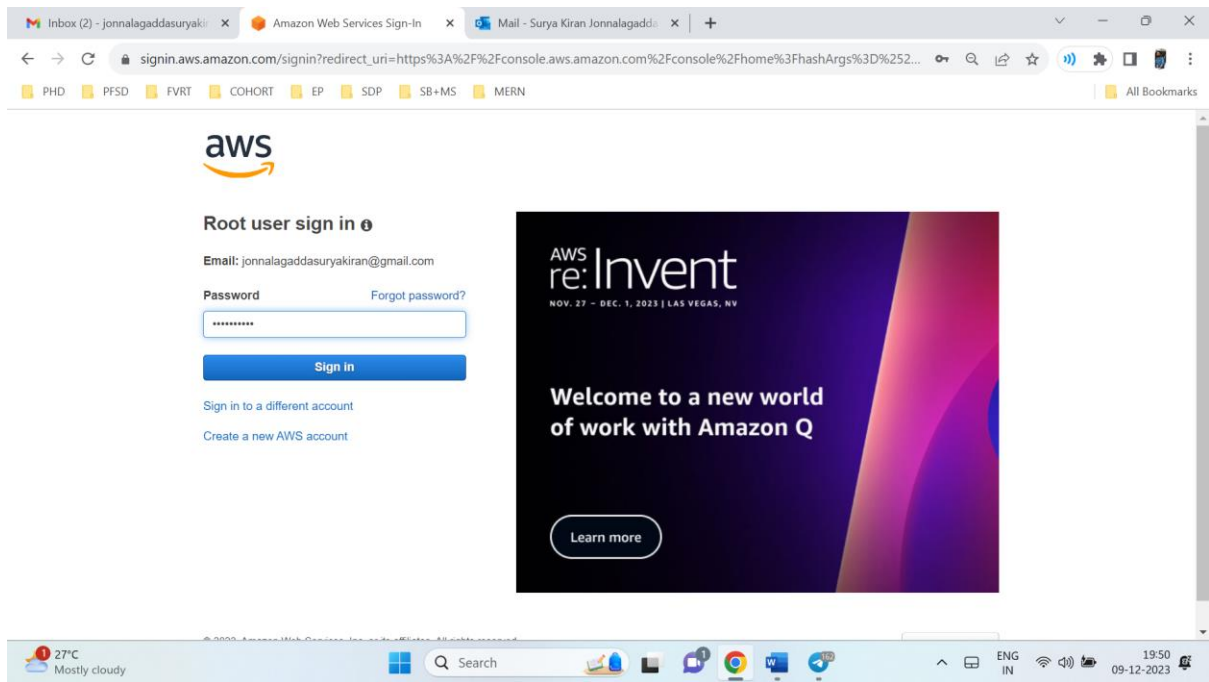 Inbox (2) - jonnalagaddasuryakir
Amazon Web Services Sign-In
Mail - Surya Kiran Jonnalagadda
signin.aws.amazon.com/signin?redirect_uri=https%3A%2F%2Fconsole.aws.amazon.com%2Fconsole%2Fhome%3FhashArgs%3D%252...
PHD PFSD FVRT COHORT EP SDP SB+MS MERN All Bookmarks
aws
Root user sign in
Email: jonnalagaddasuryakiran@gmail.com
Password Forgot password?
••••••••••
Sign in
Sign in to a different account
Create a new AWS account
AWS
re:Invent
NOV. 27 – DEC. 1, 2023 | LAS VEGAS, NV
Welcome to a new world
of work with Amazon Q
Learn more
27°C
Mostly cloudy
Search
ENG
IN
19:50
09-12-2023